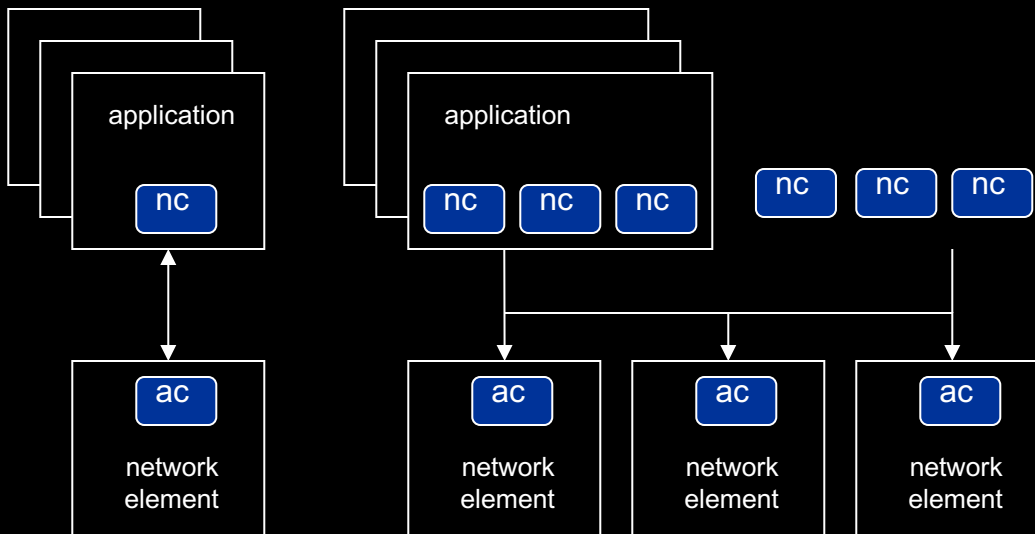 application
nc
application
nc nc nc
nc nc nc
ac
network
element
ac
network
element
ac
network
element
ac
network
element